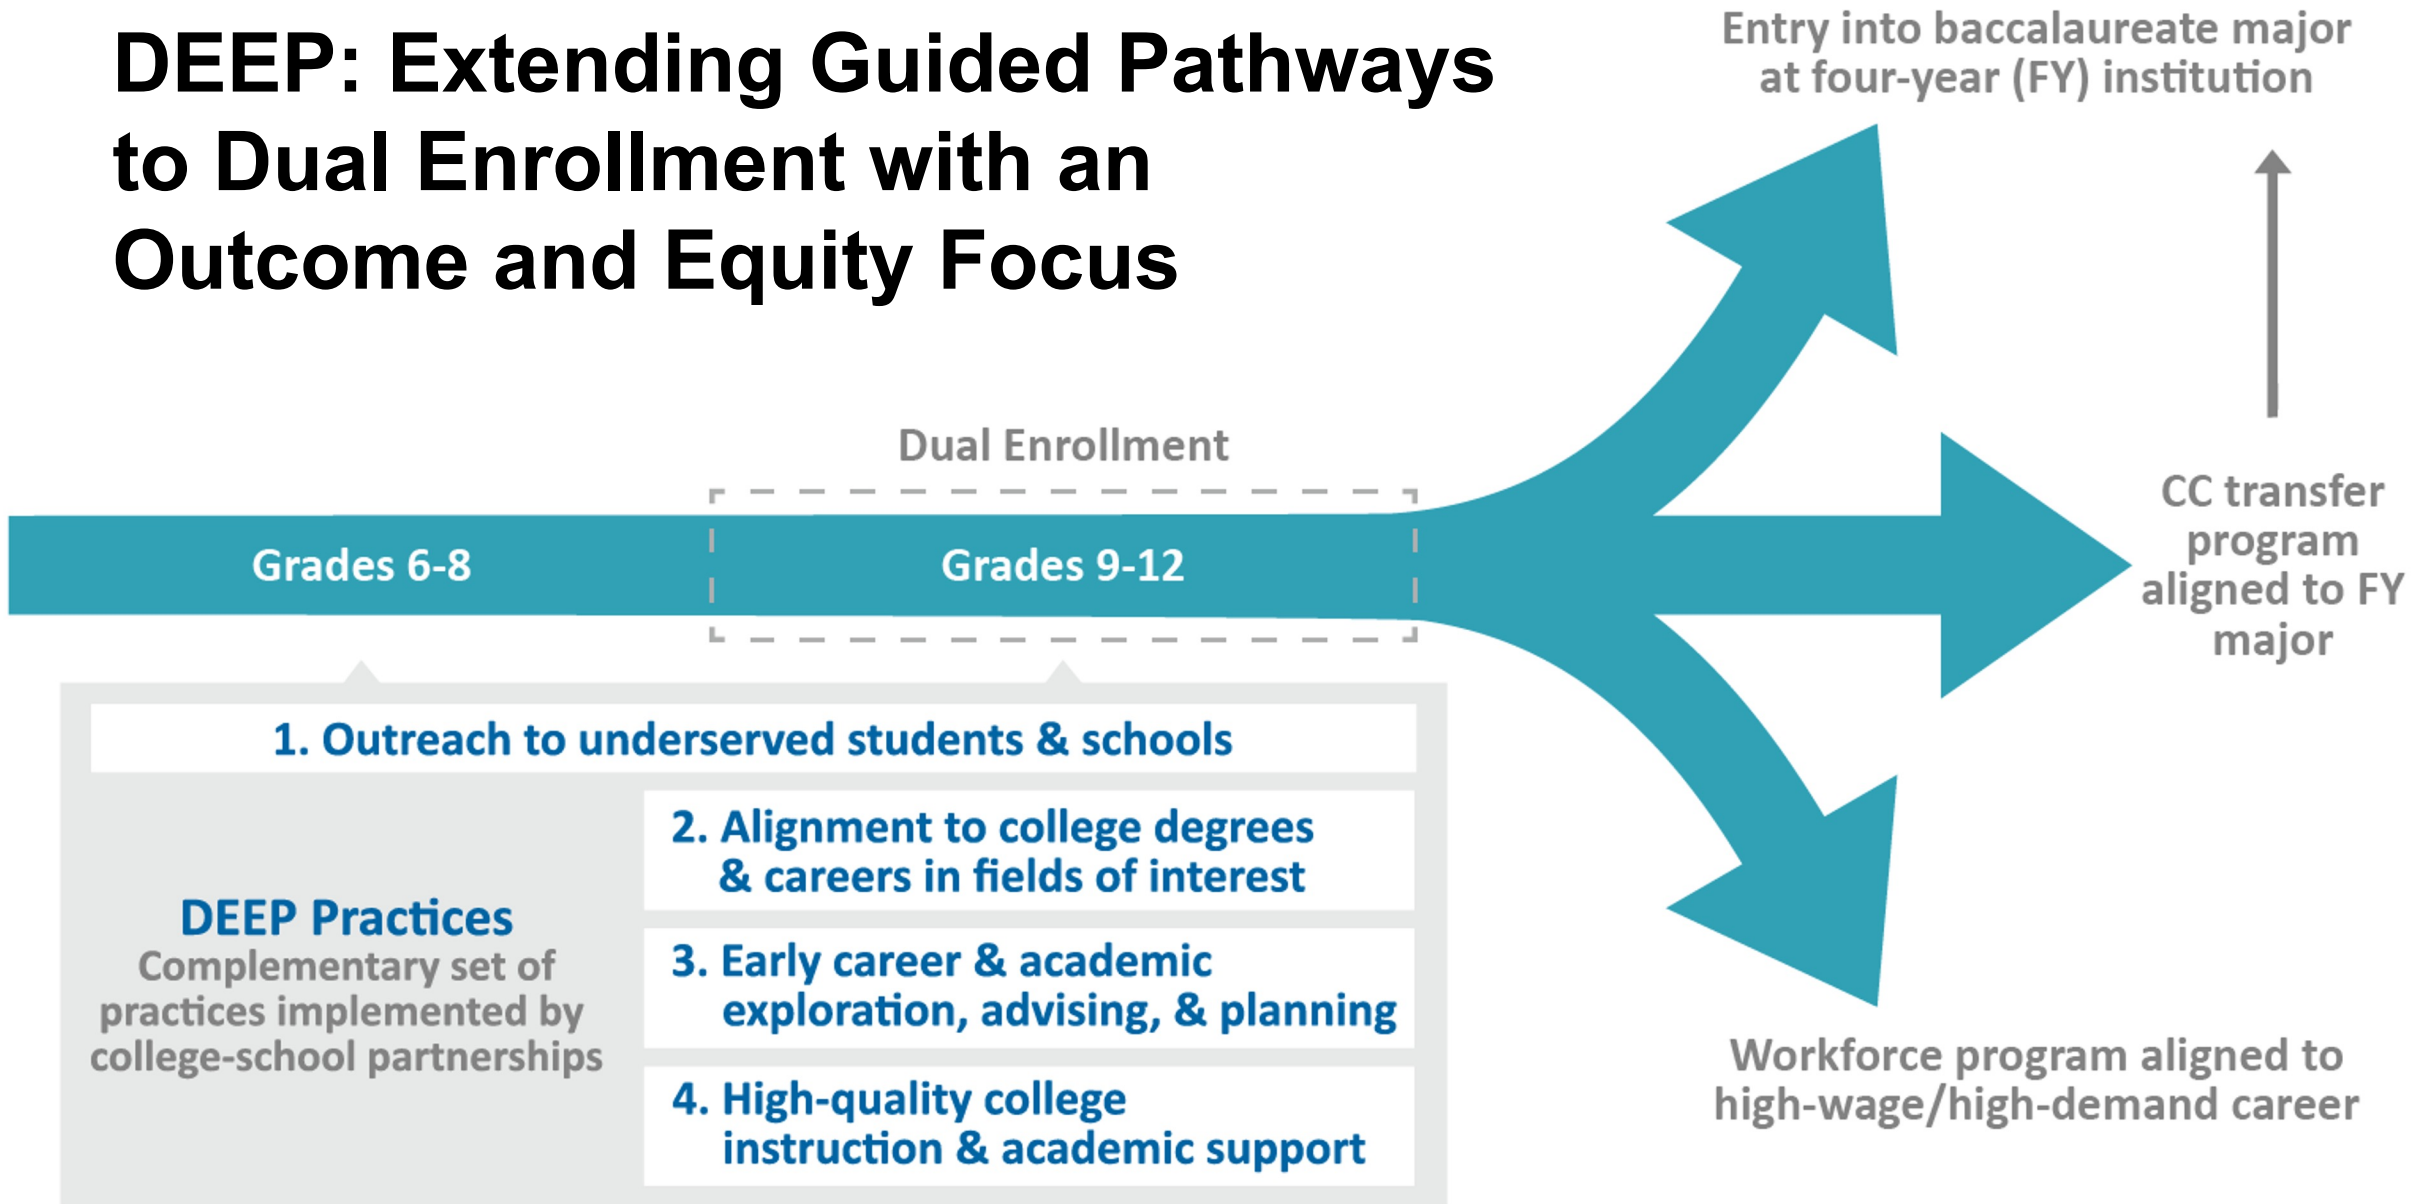 DEEP: Extending Guided Pathways
to Dual Enrollment with an
Outcome and Equity Focus
Entry into baccalaureate major
at four-year (FY) institution
Dual Enrollment
Grades 6-8
Grades 9-12
CC transfer
program
aligned to FY
major
1. Outreach to underserved students & schools
DEEP Practices
Complementary set of
practices implemented by
college-school partnerships
2. Alignment to college degrees
& careers in fields of interest
3. Early career & academic
exploration, advising, & planning
4. High-quality college
instruction & academic support
Workforce program aligned to
high-wage/high-demand career